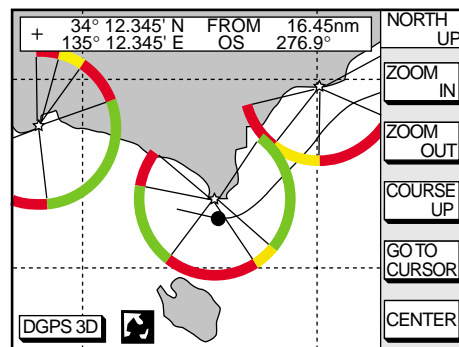 + 34° 12.345' N FROM 16.45nm
135° 12.345' E OS 276.9°
NORTH
UP
ZOOM
IN
ZOOM
OUT
COURSE
UP
GO TO
CURSOR
CENTER
DGPS 3D